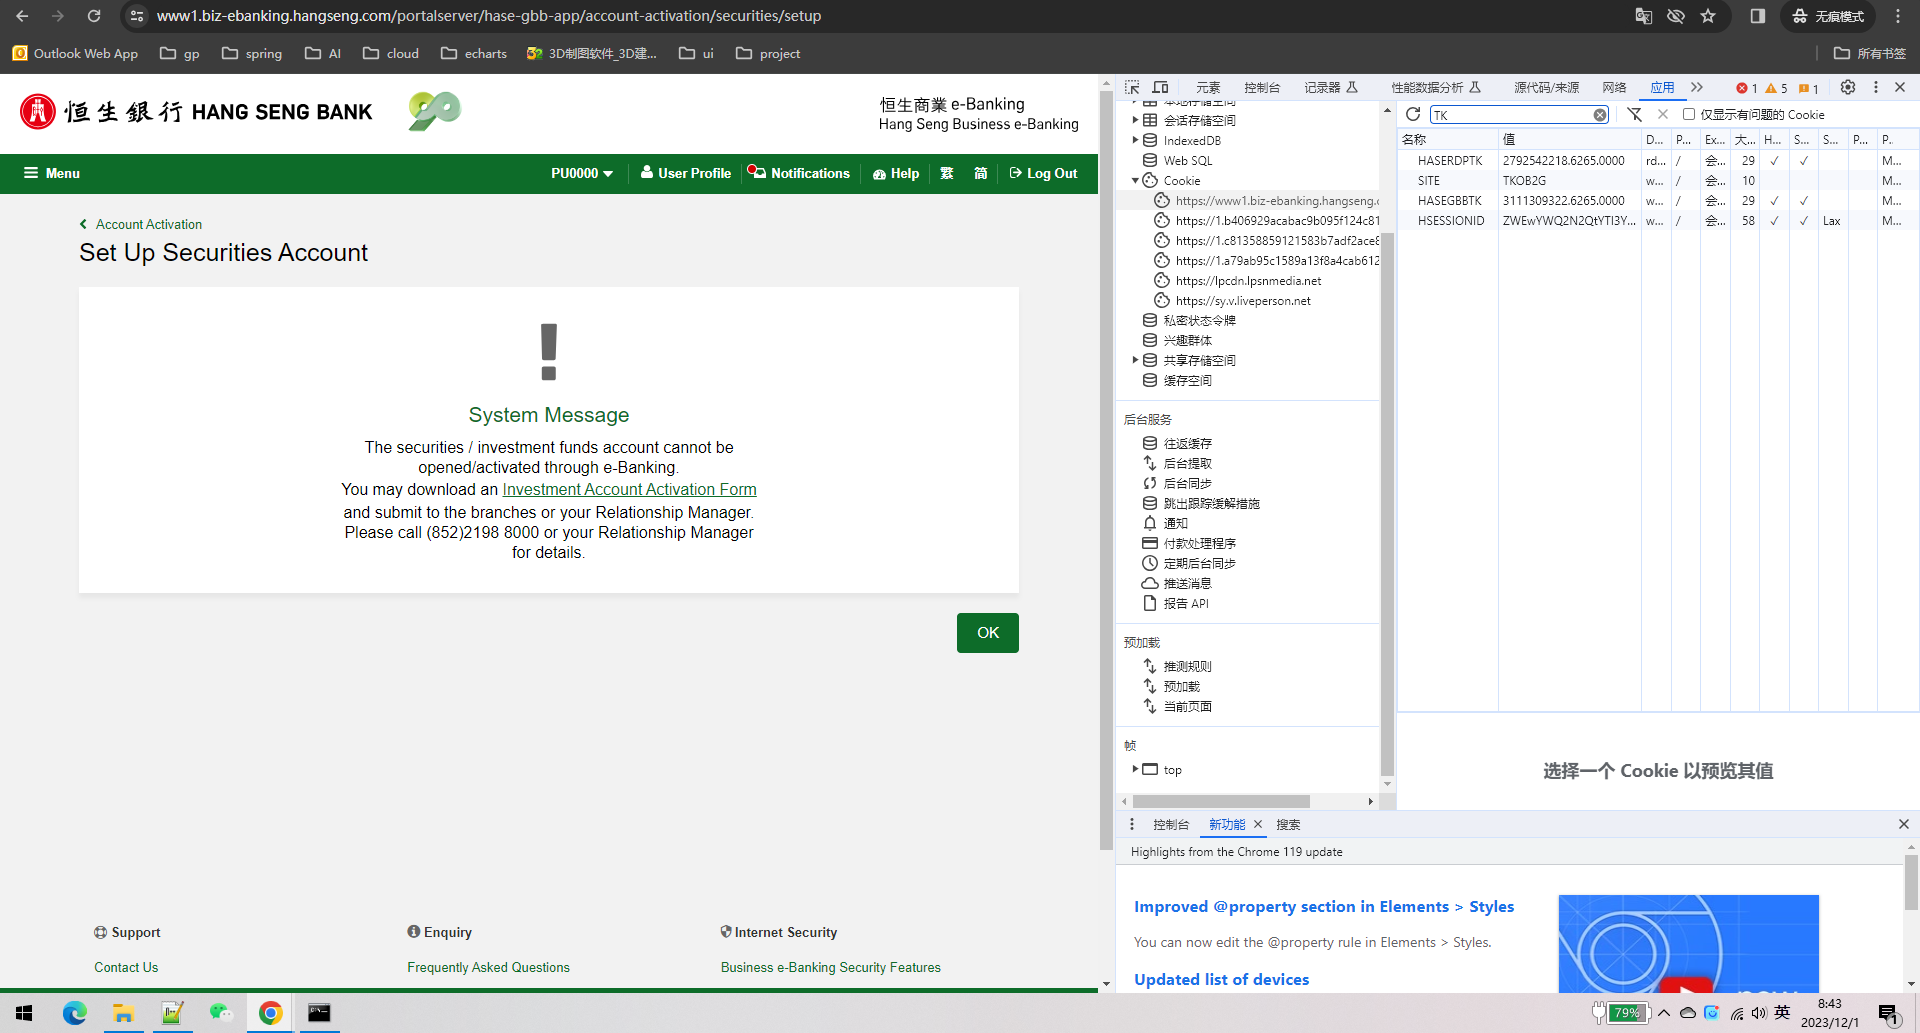 www1.biz-ebanking.hangseng.com/portalserver/hase-gbb-app/account-activation/securities/setup
无痕模式
Outlook Web App
gp
spring
AI
cloud
echarts
3D制图软件_3D建...
ui
project
所有书签
恒生銀行 HANG SENG BANK
90
恒生商業 e-Banking
Hang Seng Business e-Banking
Menu
PU0000
User Profile
Notifications
Help
繁
简
Log Out
Account Activation
Set Up Securities Account
System Message
The securities / investment funds account cannot be
opened/activated through e-Banking.
You may download an Investment Account Activation Form
and submit to the branches or your Relationship Manager.
Please call (852)2198 8000 or your Relationship Manager
for details.
OK
Support
Enquiry
Internet Security
Contact Us
Frequently Asked Questions
Business e-Banking Security Features
元素
控制台
记录器
性能数据分析
源代码/来源
网络
应用
1
5
1
本地存储空间
会话存储空间
IndexedDB
Web SQL
Cookie
https://www1.biz-ebanking.hangseng.c
https://1.b406929acabac9b095f124c81
https://1.c81358859121583b7adf2ace8
https://1.a79ab95c1589a13f8a4cab612
https://lpcdn.lpsnmedia.net
https://sy.v.liveperson.net
私密状态令牌
兴趣群体
共享存储空间
缓存空间
后台服务
往返缓存
后台提取
后台同步
跳出跟踪缓解措施
通知
付款处理程序
定期后台同步
推送消息
报告 API
预加载
推测规则
预加载
当前页面
帧
top
TK
仅显示有问题的 Cookie
名称 值 D... P... Ex... 大... H... S... S... P... P..
HASERDPTK 2792542218.6265.0000 rd... / 会... 29 ✓ ✓ M...
SITE TKOB2G w... / 会... 10 M...
HASEGBBTK 3111309322.6265.0000 w... / 会... 29 ✓ ✓ M...
HSESSIONID ZWEwYWQ2N2QtYTI3Y... w... / 会... 58 ✓ ✓ Lax M...
选择一个 Cookie 以预览其值
控制台
新功能
搜索
Highlights from the Chrome 119 update
Improved @property section in Elements > Styles
You can now edit the @property rule in Elements > Styles.
Updated list of devices
79%
英
8:43
2023/12/1
1